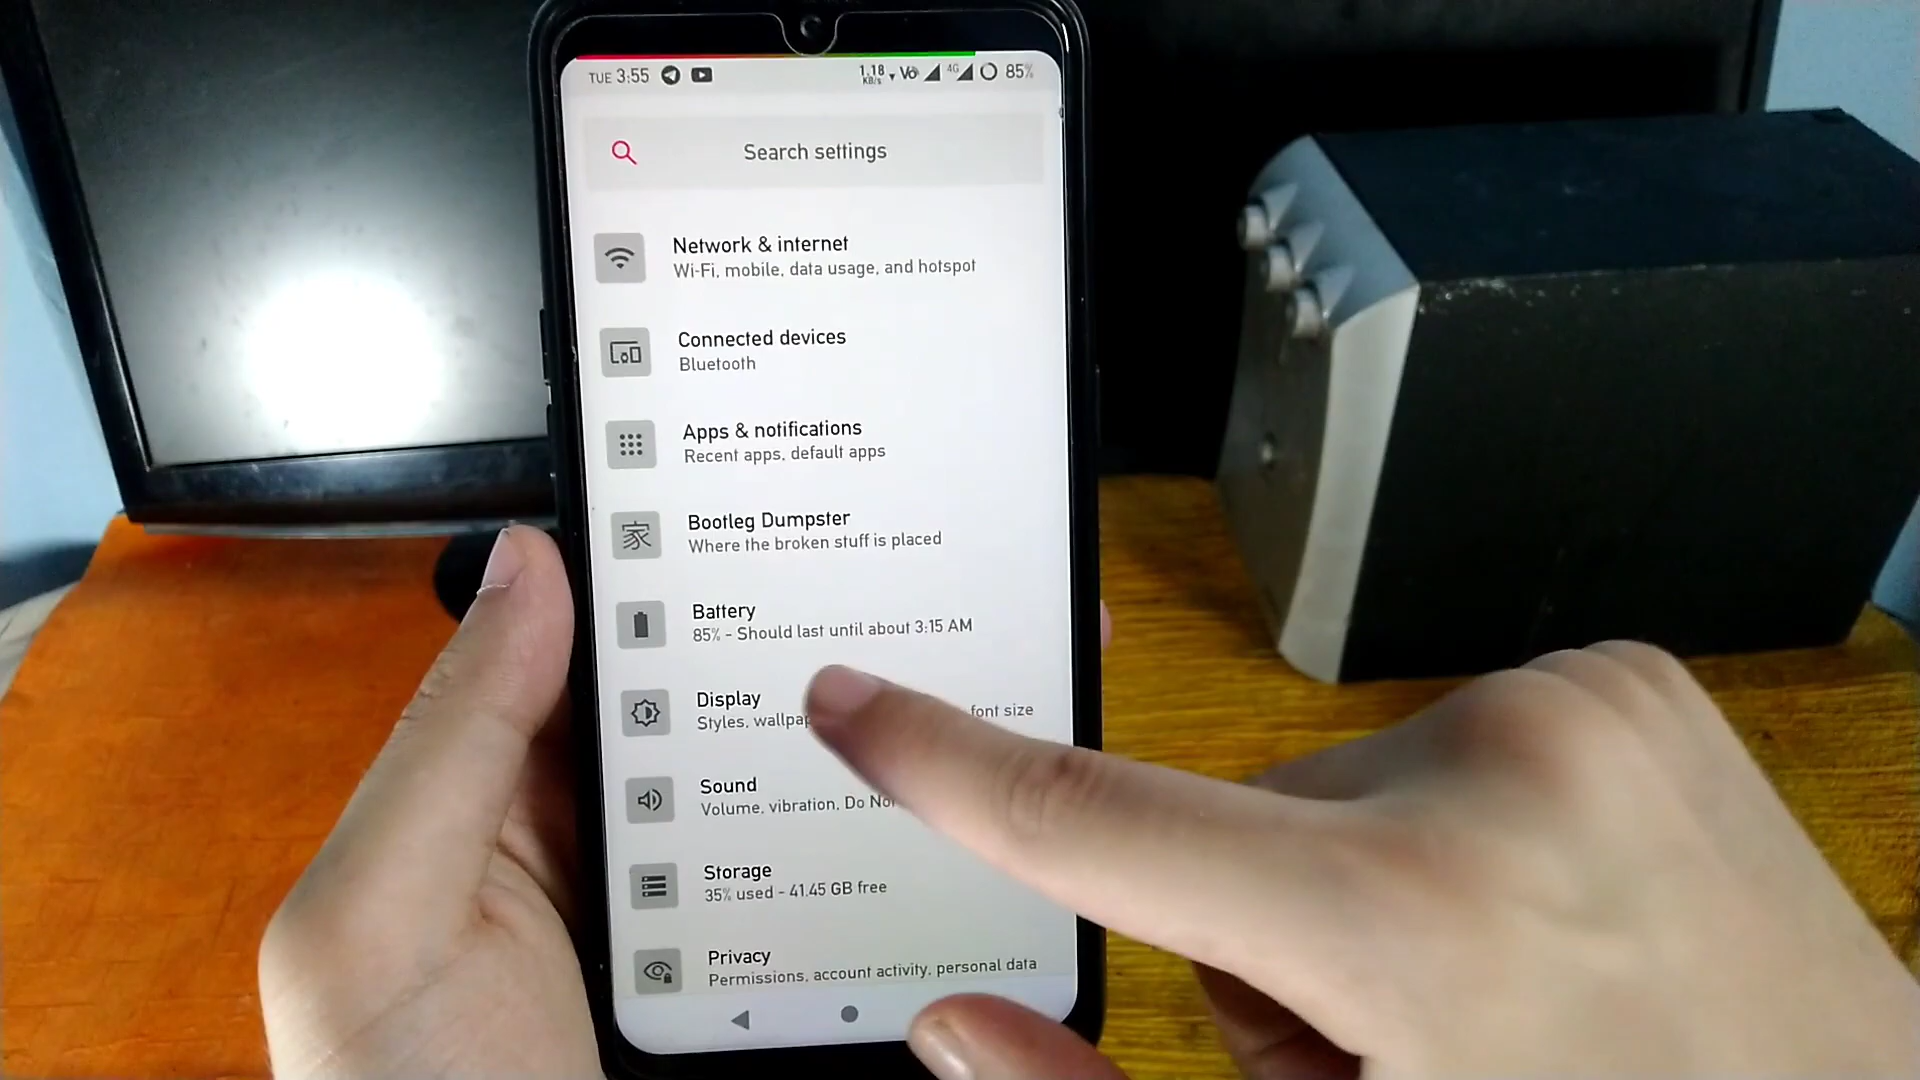 TUE 3:55 1.18 KB/s Vo 4G 85%
Search settings
Network & internet
Wi-Fi, mobile, data usage, and hotspot
Connected devices
Bluetooth
Apps & notifications
Recent apps, default apps
家
Bootleg Dumpster
Where the broken stuff is placed
Battery
85% - Should last until about 3:15 AM
Display
Styles, font size
Sound
Volume, vibration, Do
Storage
35% used - 41.45 GB free
Privacy
Permissions, account activity, personal data